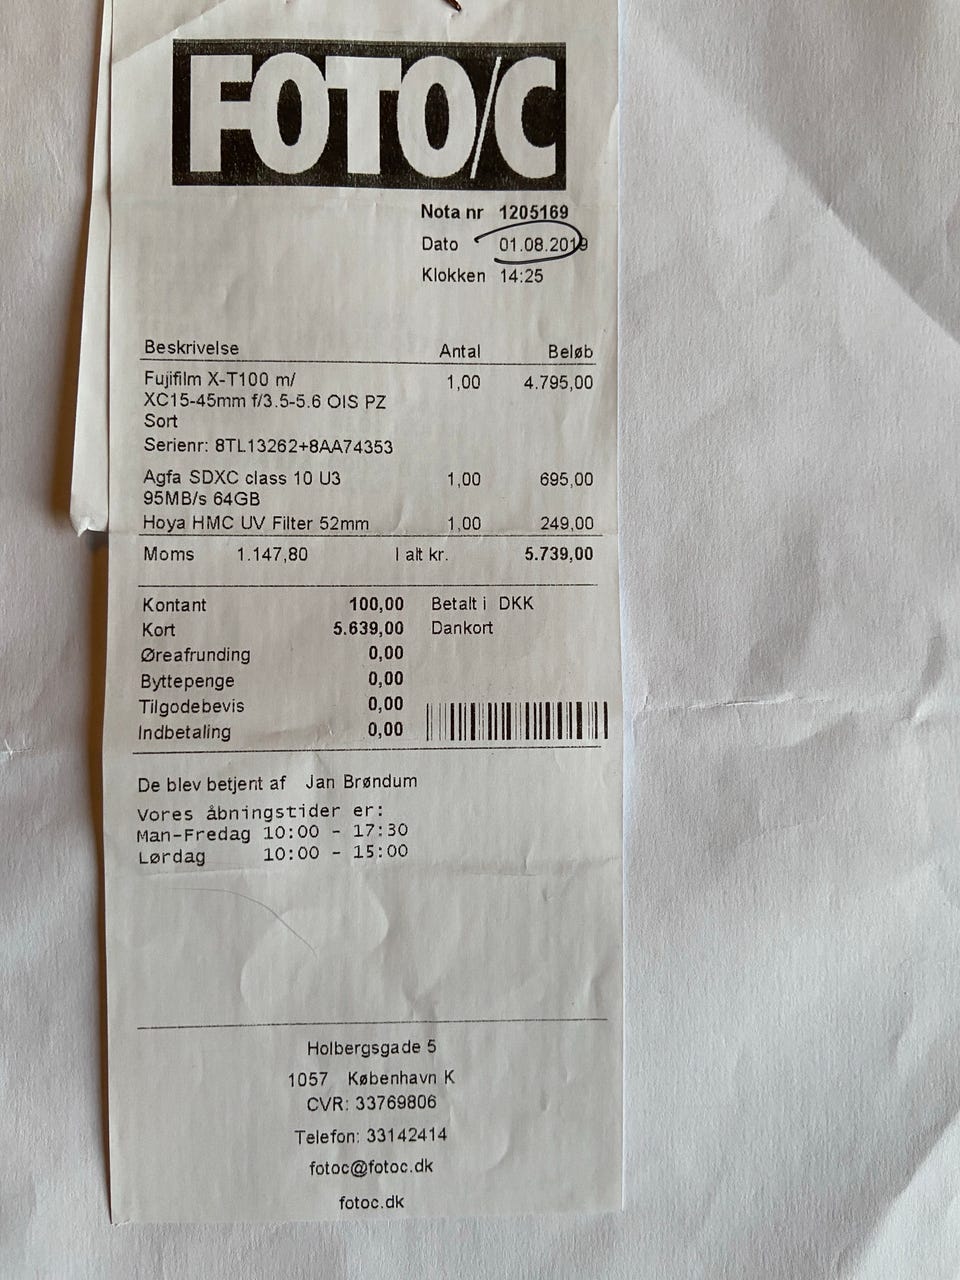 FOTO/C
Nota nr 1205169
Dato 01.08.2019
Klokken 14:25
Beskrivelse Antal Beløb
Fujifilm X-T100 m/ 1,00 4.795,00
XC15-45mm f/3.5-5.6 OIS PZ
Sort
Serienr: 8TL13262+8AA74353
Agfa SDXC class 10 U3 1,00 695,00
95MB/s 64GB
Hoya HMC UV Filter 52mm 1,00 249,00
Moms 1.147,80 I alt kr. 5.739,00
Kontant 100,00 Betalt i DKK
Kort 5.639,00 Dankort
Øreafrunding 0,00
Byttepenge 0,00
Tilgodebevis 0,00
Indbetaling 0,00
De blev betjent af Jan Brøndum
Vores åbningstider er:
Man-Fredag 10:00 - 17:30
Lørdag 10:00 - 15:00
Holbergsgade 5
1057 København K
CVR: 33769806
Telefon: 33142414
fotoc@fotoc.dk
fotoc.dk